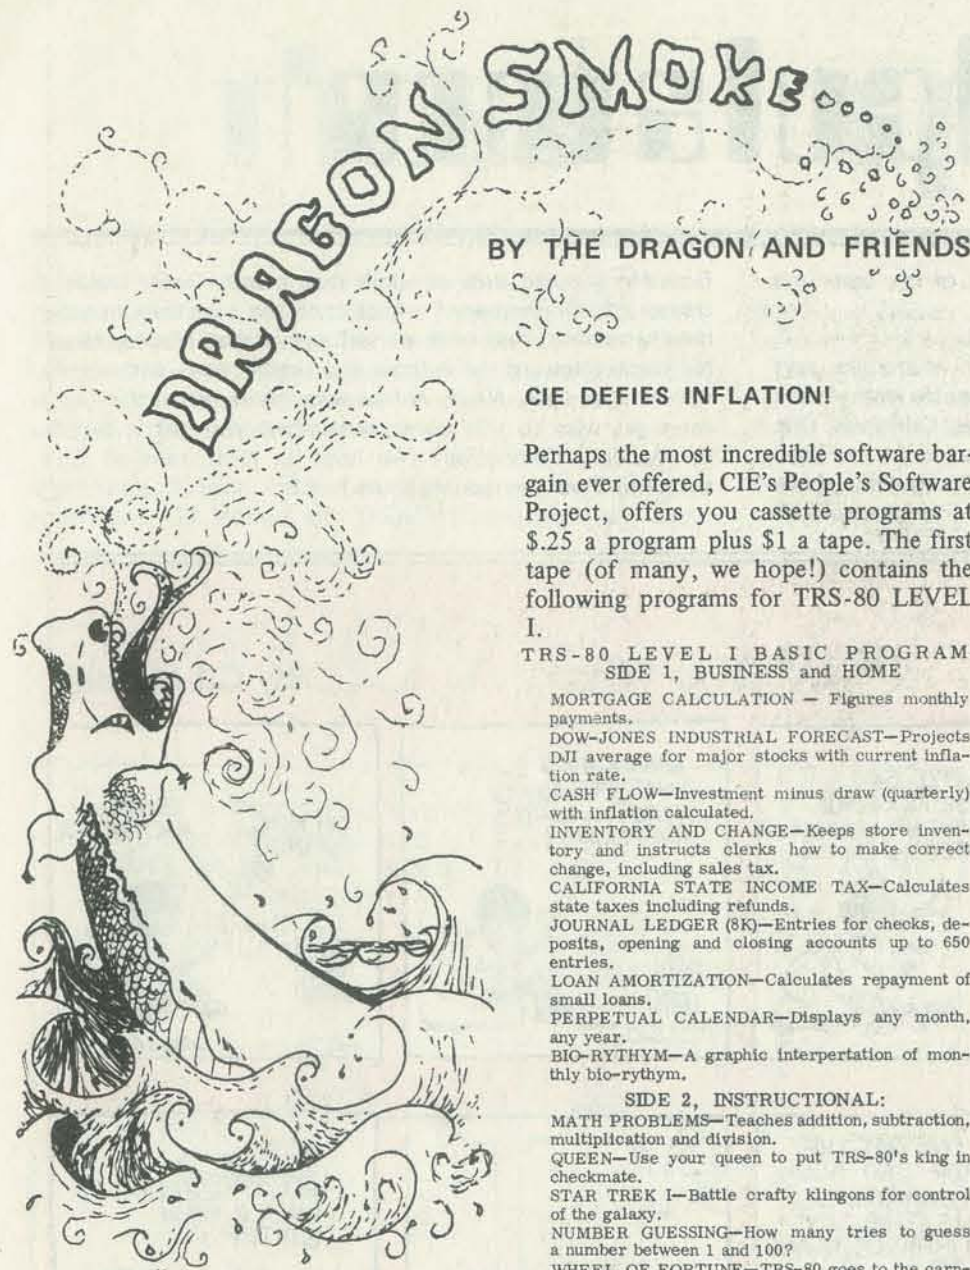 DRAGON SMOKE...
BY THE DRAGON AND FRIENDS
CIE DEFIES INFLATION!
Perhaps the most incredible software bar-
gain ever offered, CIE's People's Software
Project, offers you cassette programs at
$.25 a program plus $1 a tape. The first
tape (of many, we hope!) contains the
following programs for TRS-80 LEVEL
I.
TRS-80 LEVEL I BASIC PROGRAM
SIDE 1, BUSINESS and HOME
MORTGAGE CALCULATION — Figures monthly
payments.
DOW-JONES INDUSTRIAL FORECAST—Projects
DJI average for major stocks with current infla-
tion rate.
CASH FLOW—Investment minus draw (quarterly)
with inflation calculated.
INVENTORY AND CHANGE—Keeps store inven-
tory and instructs clerks how to make correct
change, including sales tax.
CALIFORNIA STATE INCOME TAX—Calculates
state taxes including refunds.
JOURNAL LEDGER (8K)—Entries for checks, de-
posits, opening and closing accounts up to 650
entries.
LOAN AMORTIZATION—Calculates repayment of
small loans.
PERPETUAL CALENDAR—Displays any month,
any year.
BIO-RYTHYM—A graphic interpertation of mon-
thly bio-rythym.
SIDE 2, INSTRUCTIONAL:
MATH PROBLEMS—Teaches addition, subtraction,
multiplication and division.
QUEEN—Use your queen to put TRS-80's king in
checkmate.
STAR TREK I—Battle crafty klingons for control
of the galaxy.
NUMBER GUESSING—How many tries to guess
a number between 1 and 100?
WHEEL OF FORTUNE—TRS-80 goes to the carn-